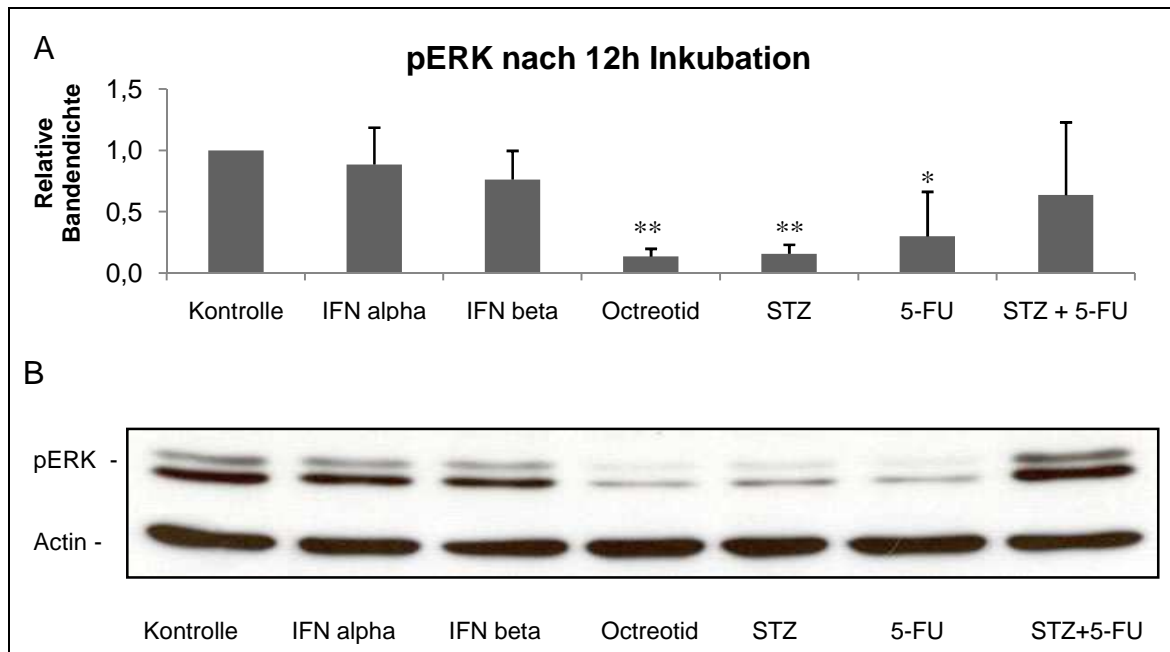 A
pERK nach 12h Inkubation
Relative
Bandendichte
1,5
1,0
0,5
0,0
**
**
*
Kontrolle IFN alpha IFN beta Octreotid STZ 5-FU STZ + 5-FU
B
pERK -
Actin -
Kontrolle IFN alpha IFN beta Octreotid STZ 5-FU STZ+5-FU